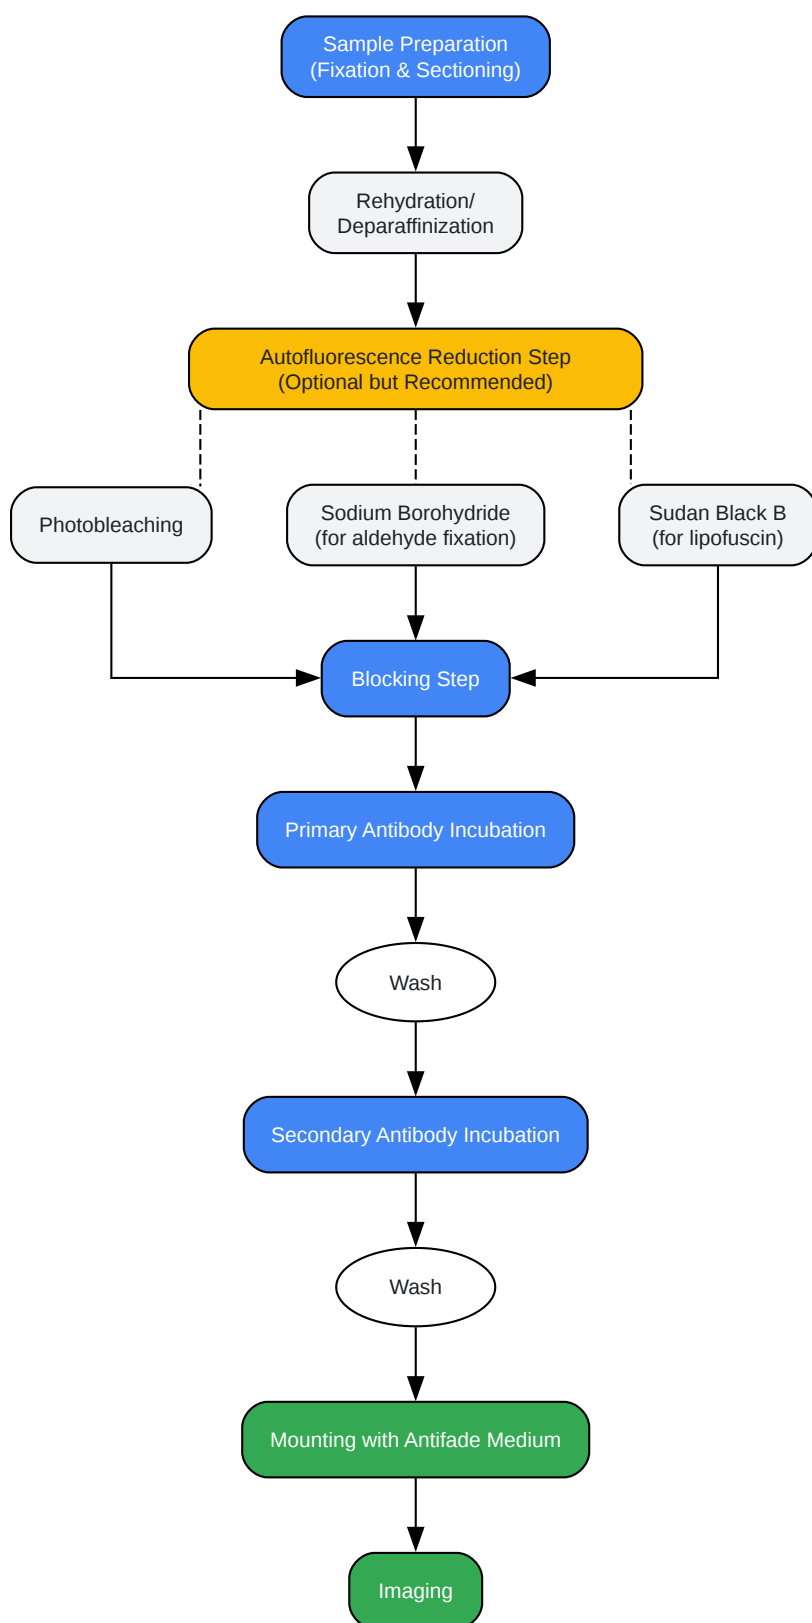 Sample Preparation
(Fixation & Sectioning)
Rehydration/
Deparaffinization
Autofluorescence Reduction Step
(Optional but Recommended)
Photobleaching
Sodium Borohydride
(for aldehyde fixation)
Sudan Black B
(for lipofuscin)
Blocking Step
Primary Antibody Incubation
Wash
Secondary Antibody Incubation
Wash
Mounting with Antifade Medium
Imaging